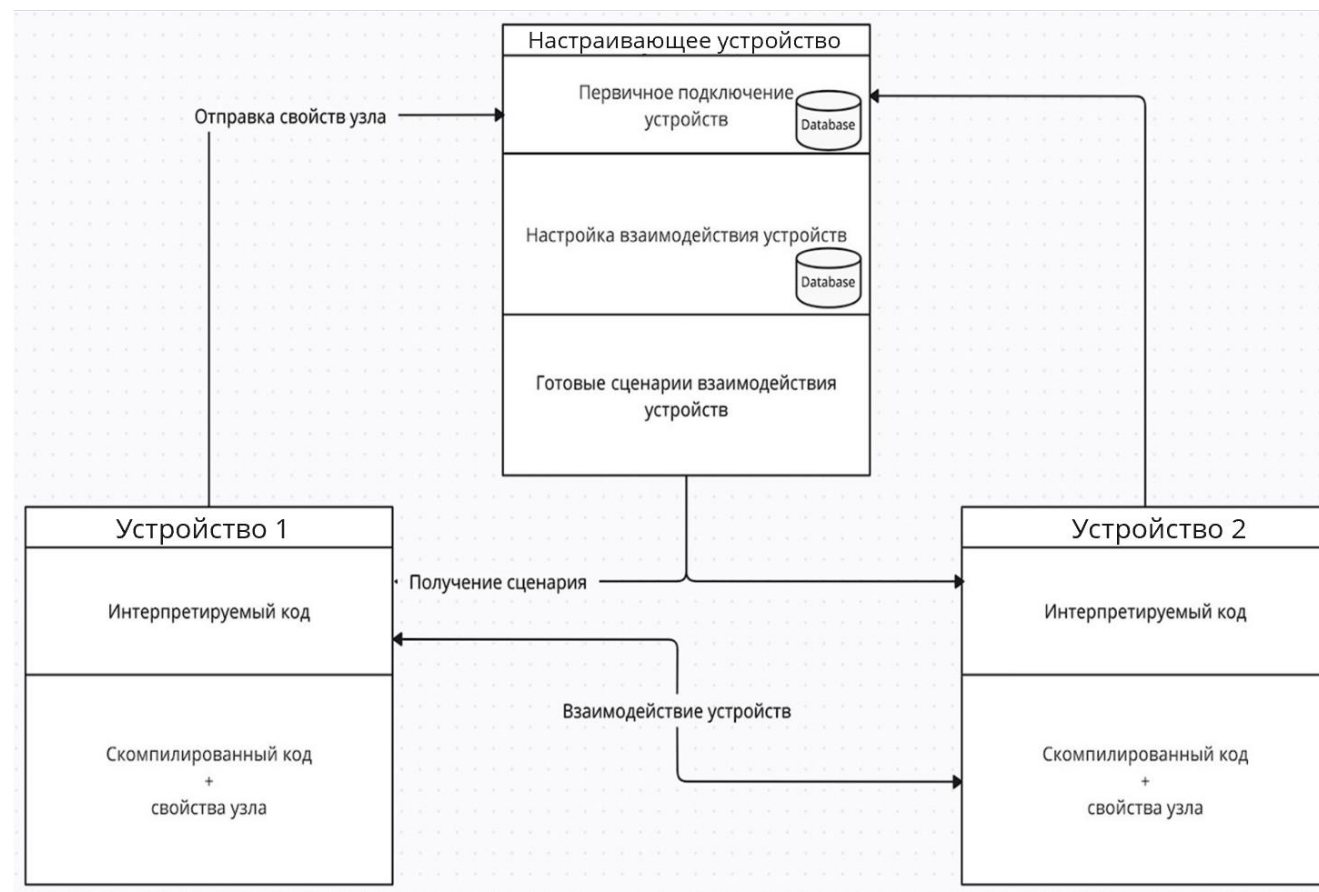 Настраивающее устройство
Первичное подключение
устройств
Database
Отправка свойств узла
Настройка взаимодействия устройств
Database
Готовые сценарии взаимодействия
устройств
Устройство 1
Интерпретируемый код
Скомпилированный код
+
свойства узла
Получение сценария
Взаимодействие устройств
Устройство 2
Интерпретируемый код
Скомпилированный код
+
свойства узла